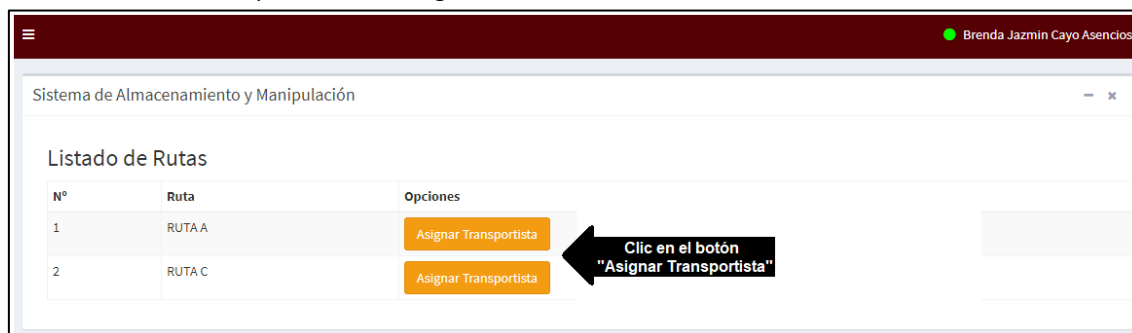 Brenda Jazmin Cayo Asencios
Sistema de Almacenamiento y Manipulación
Listado de Rutas
N° Ruta Opciones
1 RUTA A Asignar Transportista
Clic en el botón
"Asignar Transportista"
2 RUTA C Asignar Transportista